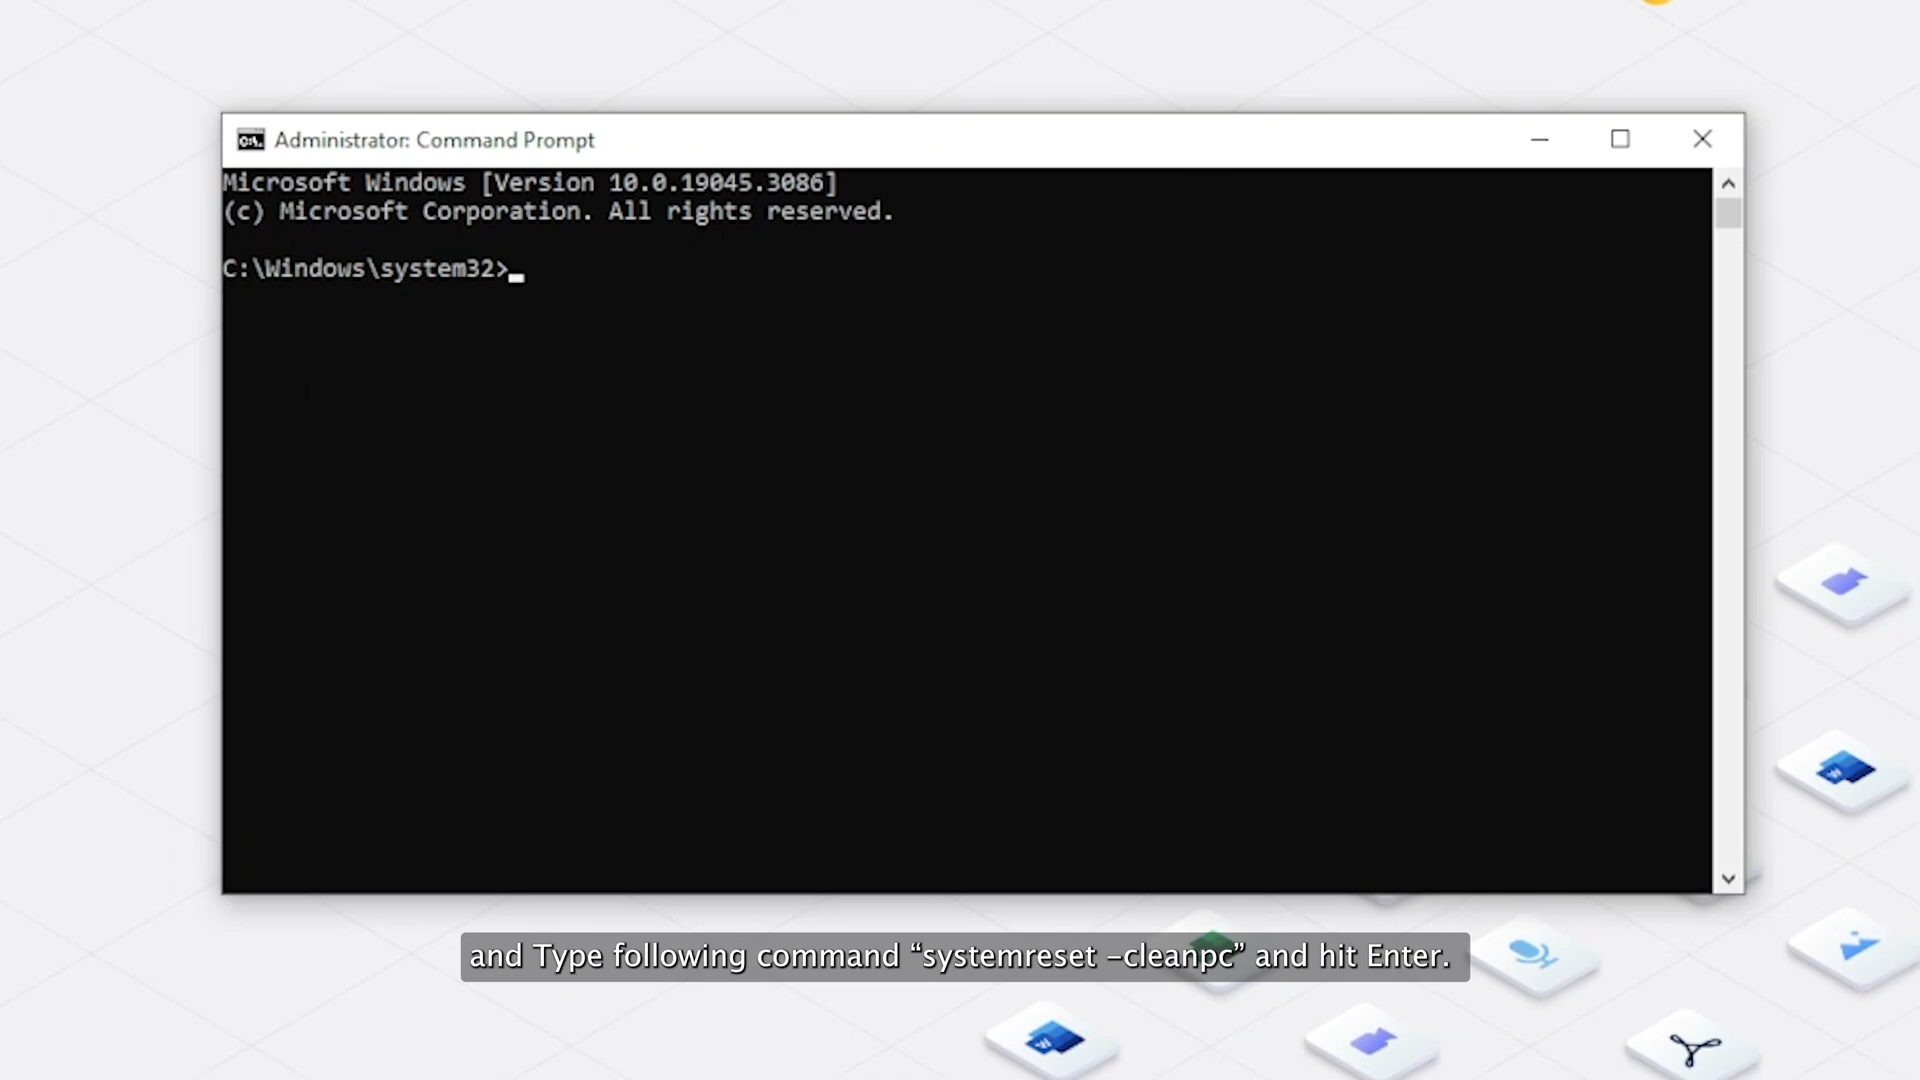 Administrator: Command Prompt
Microsoft Windows [Version 10.0.19045.3086]
(c) Microsoft Corporation. All rights reserved.
C:\Windows\system32>
and Type following command “systemreset –cleanpc” and hit Enter.